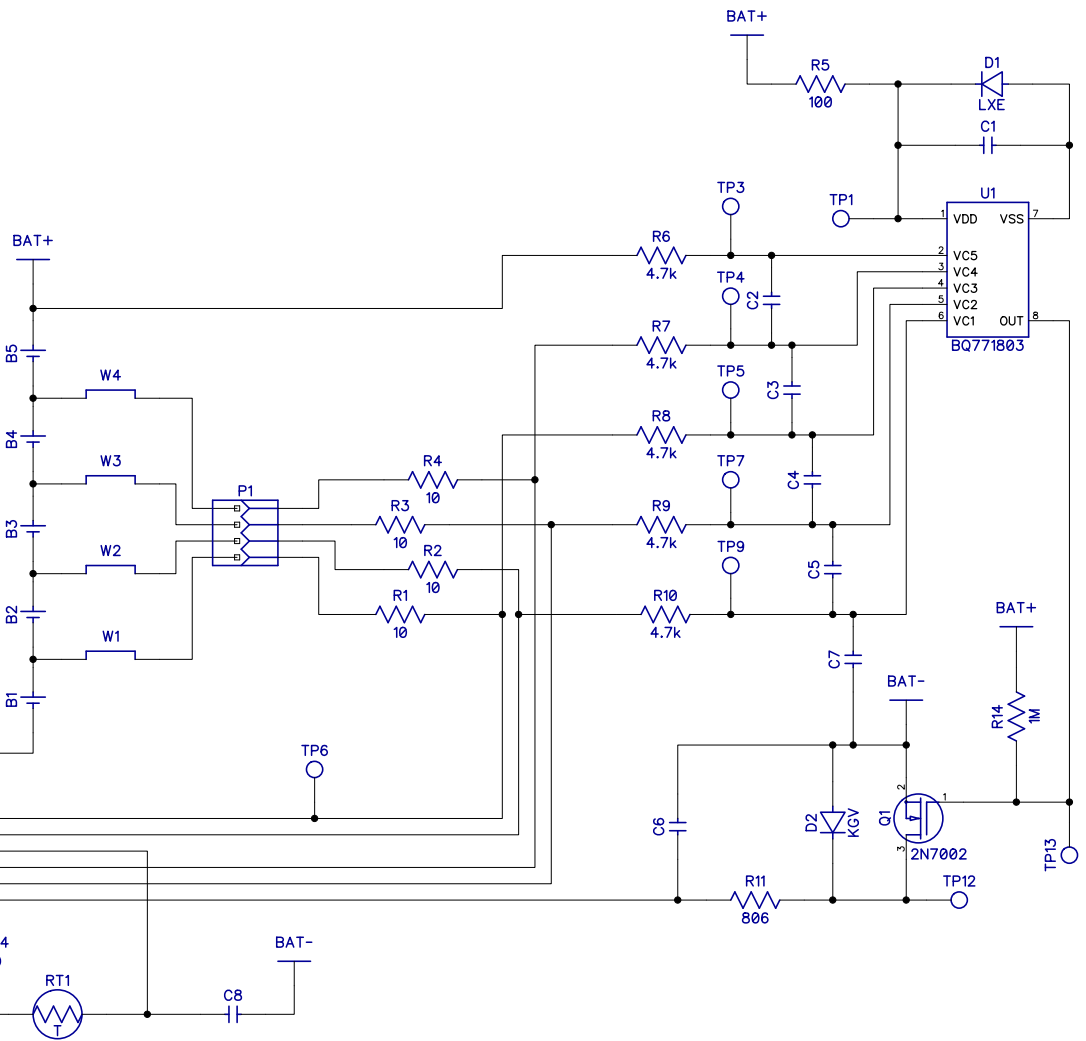 BAT+
R5
100
D1
LXE
C1
U1
TP3
TP1
1
VDD
VSS
7
BAT+
R6
4.7k
2
VC5
TP4
3
VC4
C2
4
VC3
5
VC2
R7
4.7k
6
VC1
OUT
8
BQ771803
B5
W4
TP5
C3
B4
R8
4.7k
W3
R4
10
TP7
C4
P1
B3
R3
10
R9
4.7k
W2
R2
10
TP9
C5
B2
R1
10
R10
4.7k
BAT+
W1
C7
BAT-
B1
R14
1M
TP6
2
1
C6
D2
KGV
Q1
3
2N7002
TP13
R11
806
TP12
4
BAT-
RT1
T
C8